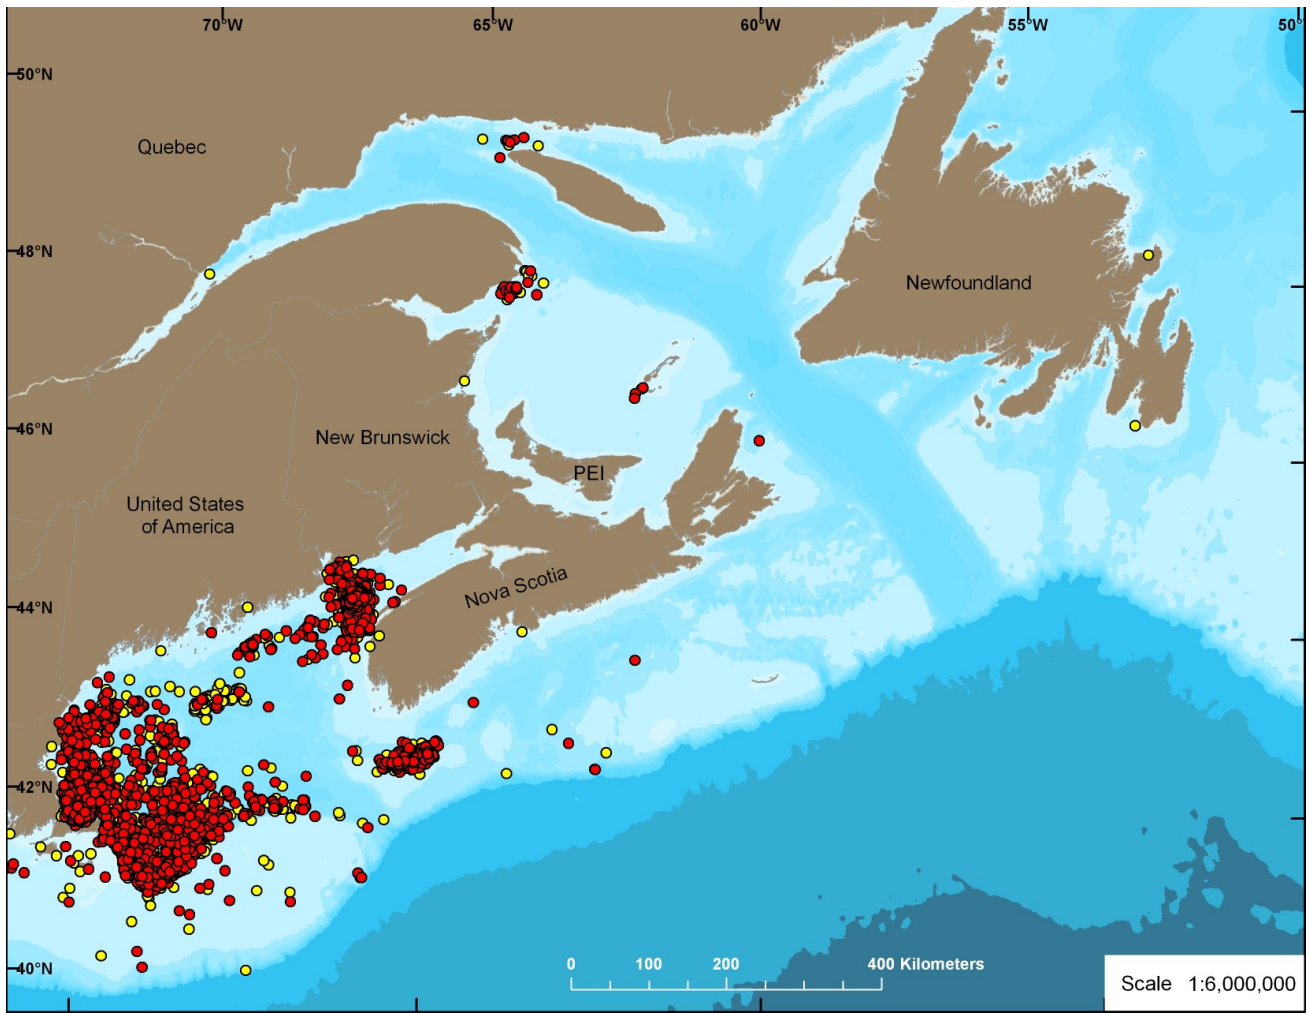 70°W 65°W 60°W 55°W 50°
50°N
Quebec
48°N
Newfoundland
46°N
New Brunswick
PEI
United States
of America
Nova Scotia
44°N
42°N
40°N
0 100 200 400 Kilometers
Scale 1:6,000,000